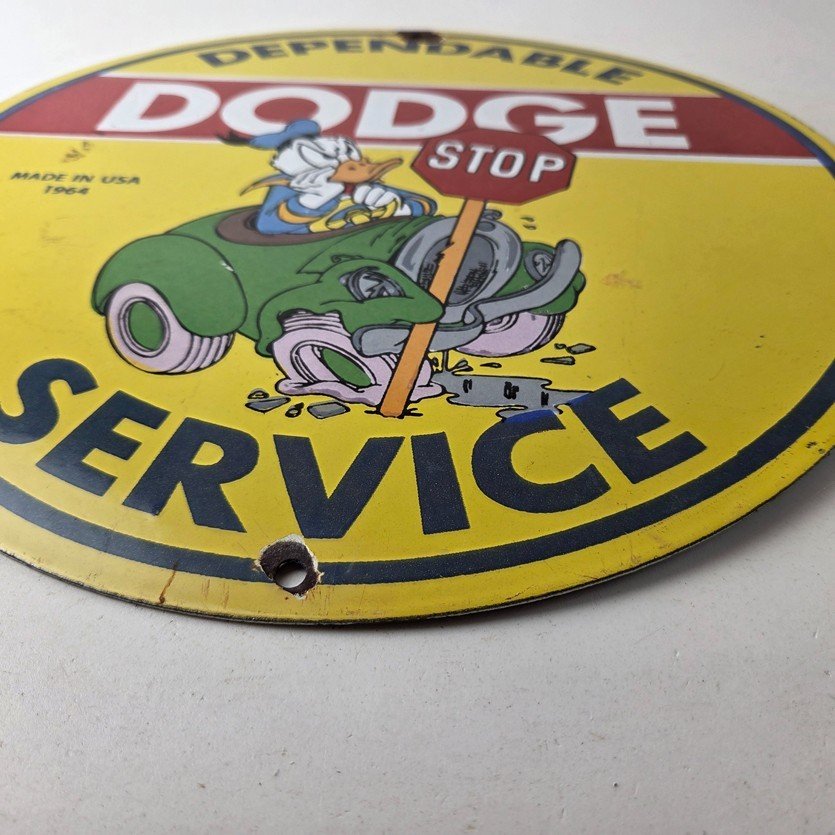 DEPENDABLE
DODGE
STOP
MADE IN USA
1964
SERVICE